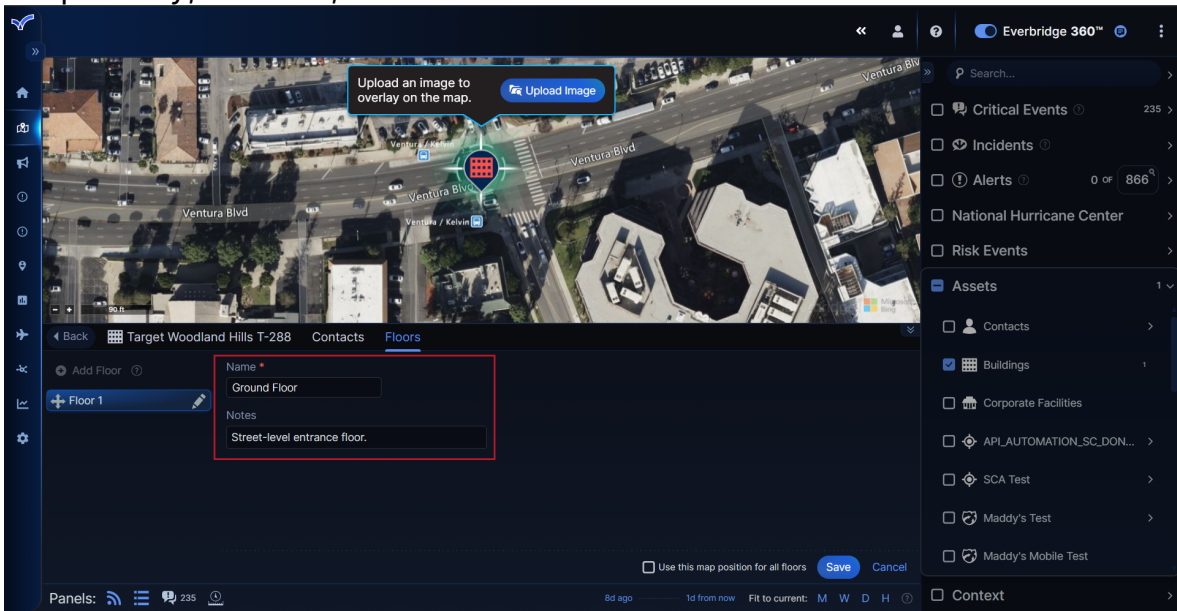 Everbridge 360™
Upload an image to
overlay on the map.
Upload Image
Search...
Critical Events
235
Incidents
Alerts
0 OF 866
National Hurricane Center
Risk Events
Assets
1
Contacts
Buildings
1
Corporate Facilities
API_AUTOMATION_SC_DON...
SCA Test
Maddy's Test
Maddy's Mobile Test
Context
Ventura Blv
Ventura / Kelvin
Ventura Blvd
Ventura Blvd
Ventura Blvd
Ventura / Kelvin
90 ft
Microsoft
Bing
Back
Target Woodland Hills T-288
Contacts
Floors
Add Floor
Floor 1
Name *
Ground Floor
Notes
Street-level entrance floor.
Use this map position for all floors
Save
Cancel
Panels:
235
8d ago
1d from now
Fit to current: M W D H